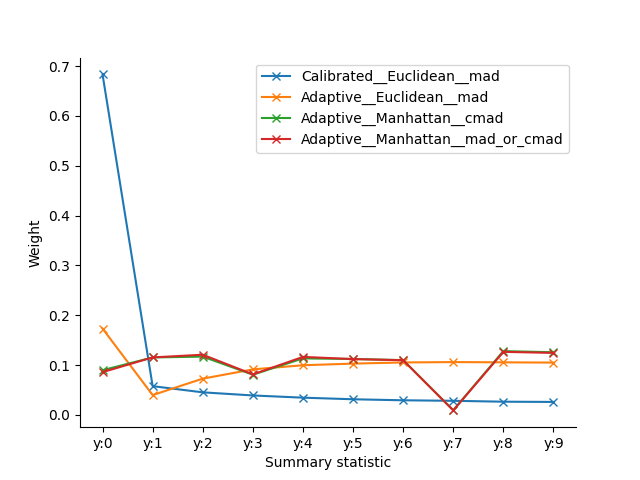 Calibrated__Euclidean__mad
Adaptive__Euclidean__mad
Adaptive__Manhattan__cmad
Adaptive__Manhattan__mad_or_cmad
0.7
0.6
0.5
0.4
0.3
0.2
0.1
0.0
Weight
y:0 y:1 y:2 y:3 y:4 y:5 y:6 y:7 y:8 y:9
Summary statistic